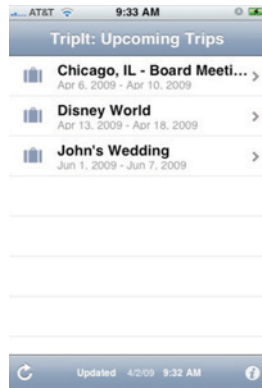 AT&T 9:33 AM
TripIt: Upcoming Trips
Chicago, IL - Board Meeti...
Apr 6, 2009 - Apr 10, 2009
Disney World
Apr 13, 2009 - Apr 18, 2009
John's Wedding
Jun 1, 2009 - Jun 7, 2009
Updated 4/2/09 9:32 AM